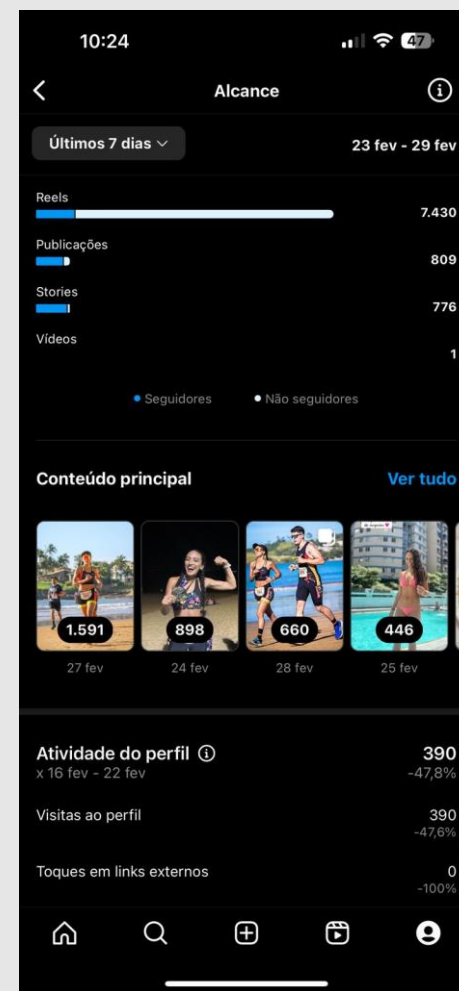 10:24
47
Alcance
Últimos 7 dias
23 fev - 29 fev
Reels
7.430
Publicações
809
Stories
776
Vídeos
1
Seguidores
Não seguidores
Conteúdo principal
Ver tudo
1.591
898
660
446
27 fev
24 fev
28 fev
25 fev
Atividade do perfil
390
x 16 fev - 22 fev
-47,8%
Visitas ao perfil
390
-47,6%
Toques em links externos
0
-100%